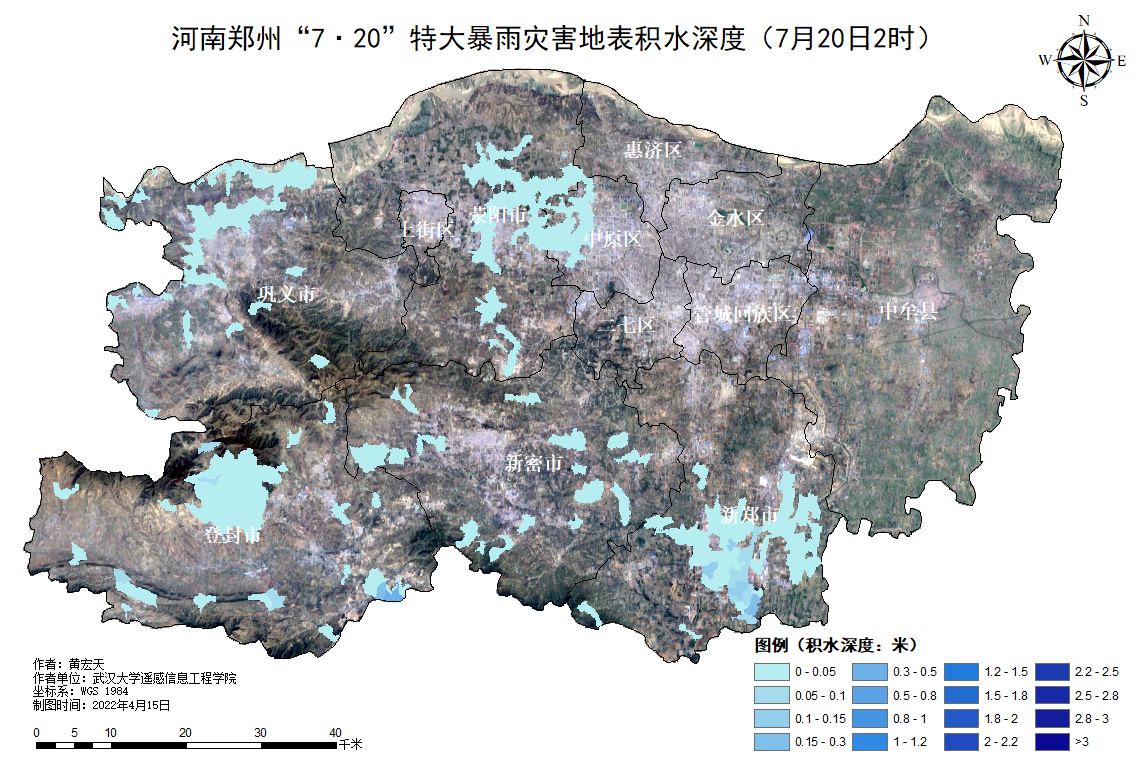 河南郑州“7·20”特大暴雨灾害地表积水深度（7月20日2时）
N
W E
S
惠济区
金水区
荥阳市
上街区
中原区
巩义市
二七区
管城回族区
中牟县
新密市
登封市
新郑市
图例（积水深度：米）
0 - 0.05 0.3 - 0.5 1.2 - 1.5 2.2 - 2.5
0.05 - 0.1 0.5 - 0.8 1.5 - 1.8 2.5 - 2.8
0.1 - 0.15 0.8 - 1 1.8 - 2 2.8 - 3
0.15 - 0.3 1 - 1.2 2 - 2.2 >3
作者：黄宏天
作者单位：武汉大学遥感信息工程学院
坐标系：WGS 1984
制图时间：2022年4月15日
0 5 10 20 30 40
千米